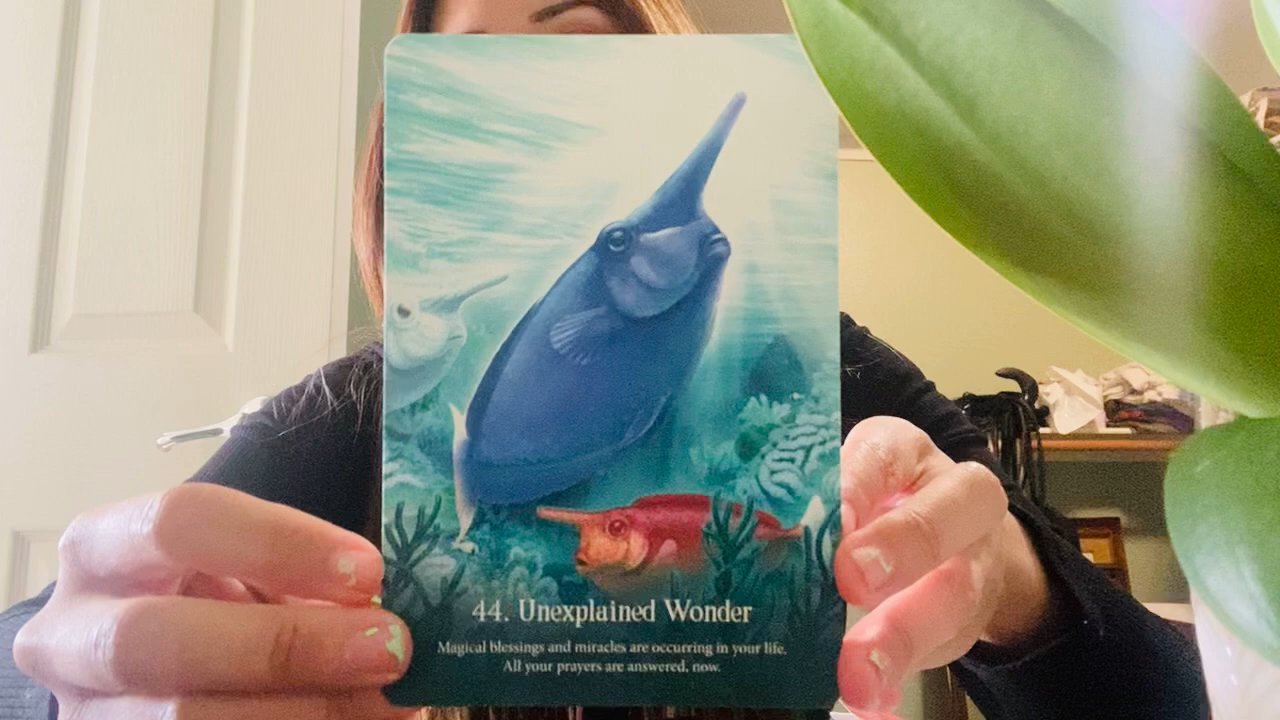 44. Unexplained Wonder
Magical blessings and miracles are occurring in your life.
All your prayers are answered, now.